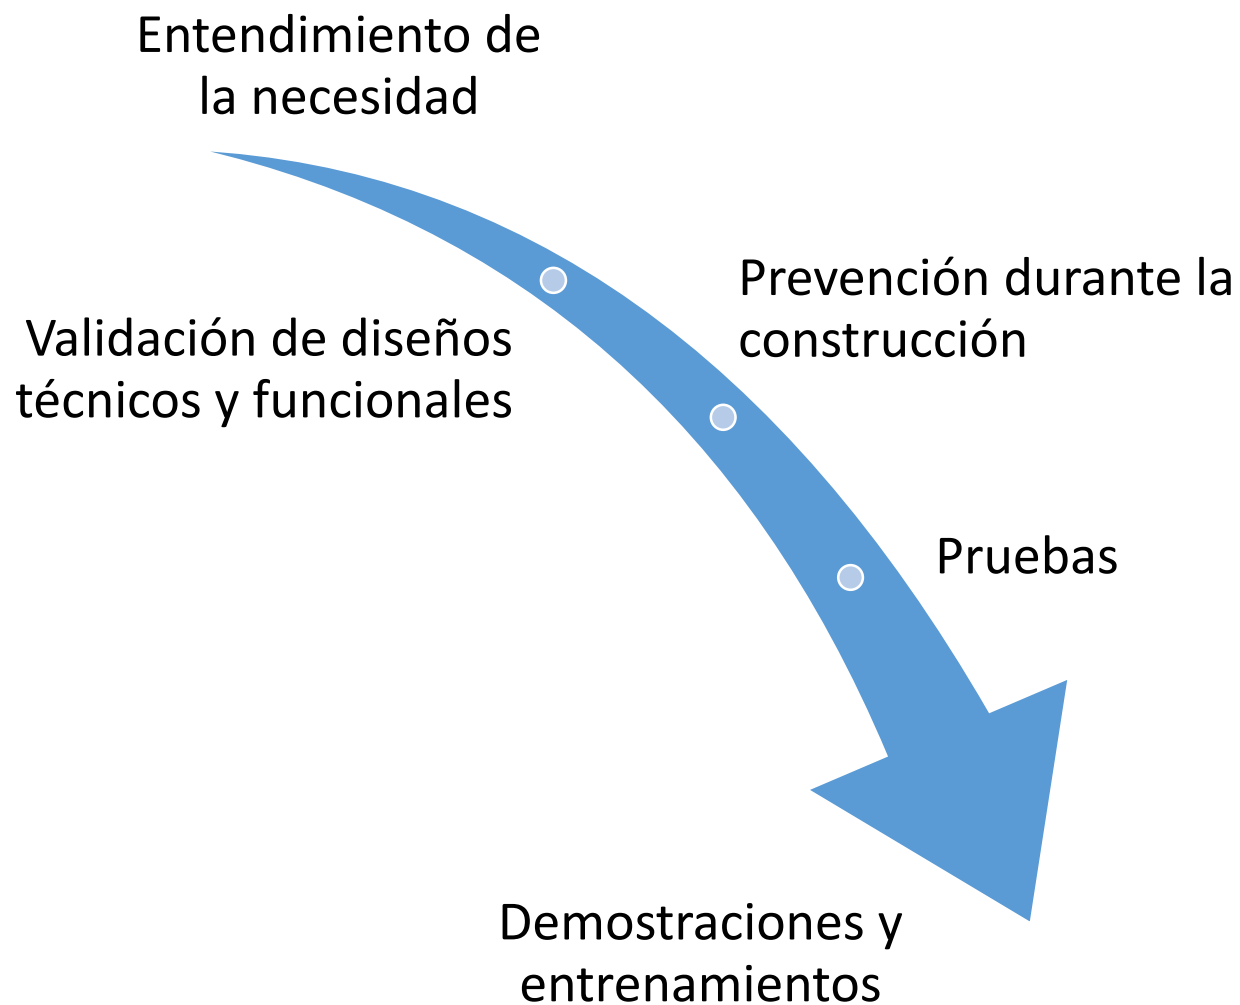 Entendimiento de
la necesidad
Validación de diseños
técnicos y funcionales
Prevención durante la
construcción
Pruebas
Demostraciones y
entrenamientos